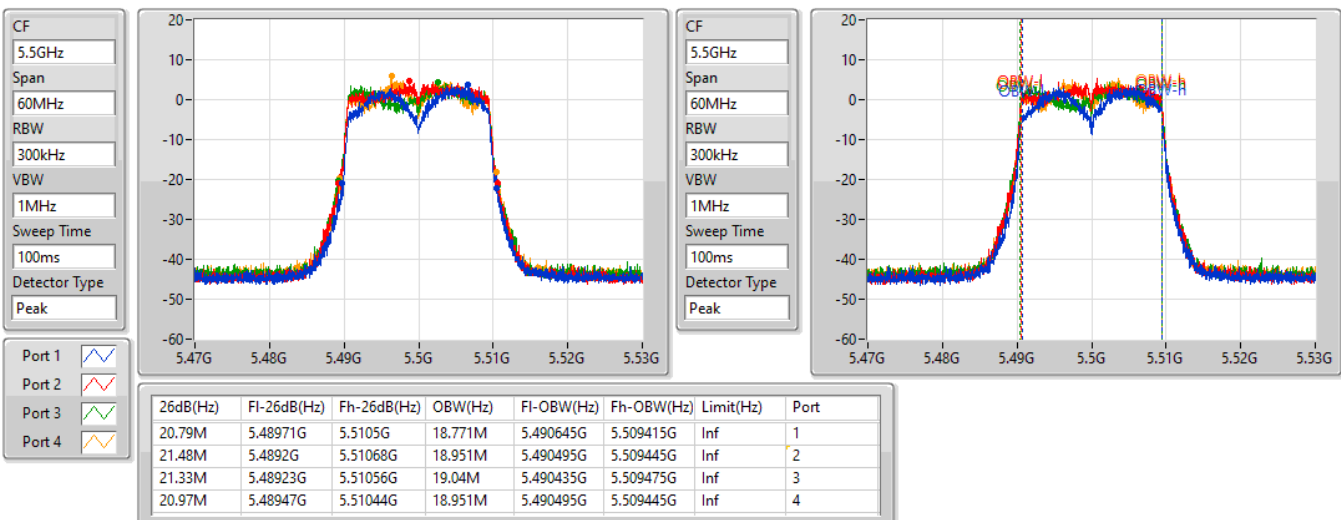 CF
5.5GHz
Span
60MHz
RBW
300kHz
VBW
1MHz
Sweep Time
100ms
Detector Type
Peak
20
10
0
-10
-20
-30
-40
-50
-60
5.47G 5.48G 5.49G 5.5G 5.51G 5.52G 5.53G
CF
5.5GHz
Span
60MHz
RBW
300kHz
VBW
1MHz
Sweep Time
100ms
Detector Type
Peak
20
10
0
-10
-20
-30
-40
-50
-60
OBW-l OBW-h
5.47G 5.48G 5.49G 5.5G 5.51G 5.52G 5.53G
Port 1
Port 2
Port 3
Port 4
26dB(Hz) Fl-26dB(Hz) Fh-26dB(Hz) OBW(Hz) Fl-OBW(Hz) Fh-OBW(Hz) Limit(Hz) Port
20.79M 5.48971G 5.5105G 18.771M 5.490645G 5.509415G Inf 1
21.48M 5.4892G 5.51068G 18.951M 5.490495G 5.509445G Inf 2
21.33M 5.48923G 5.51056G 19.04M 5.490435G 5.509475G Inf 3
20.97M 5.48947G 5.51044G 18.951M 5.490495G 5.509445G Inf 4